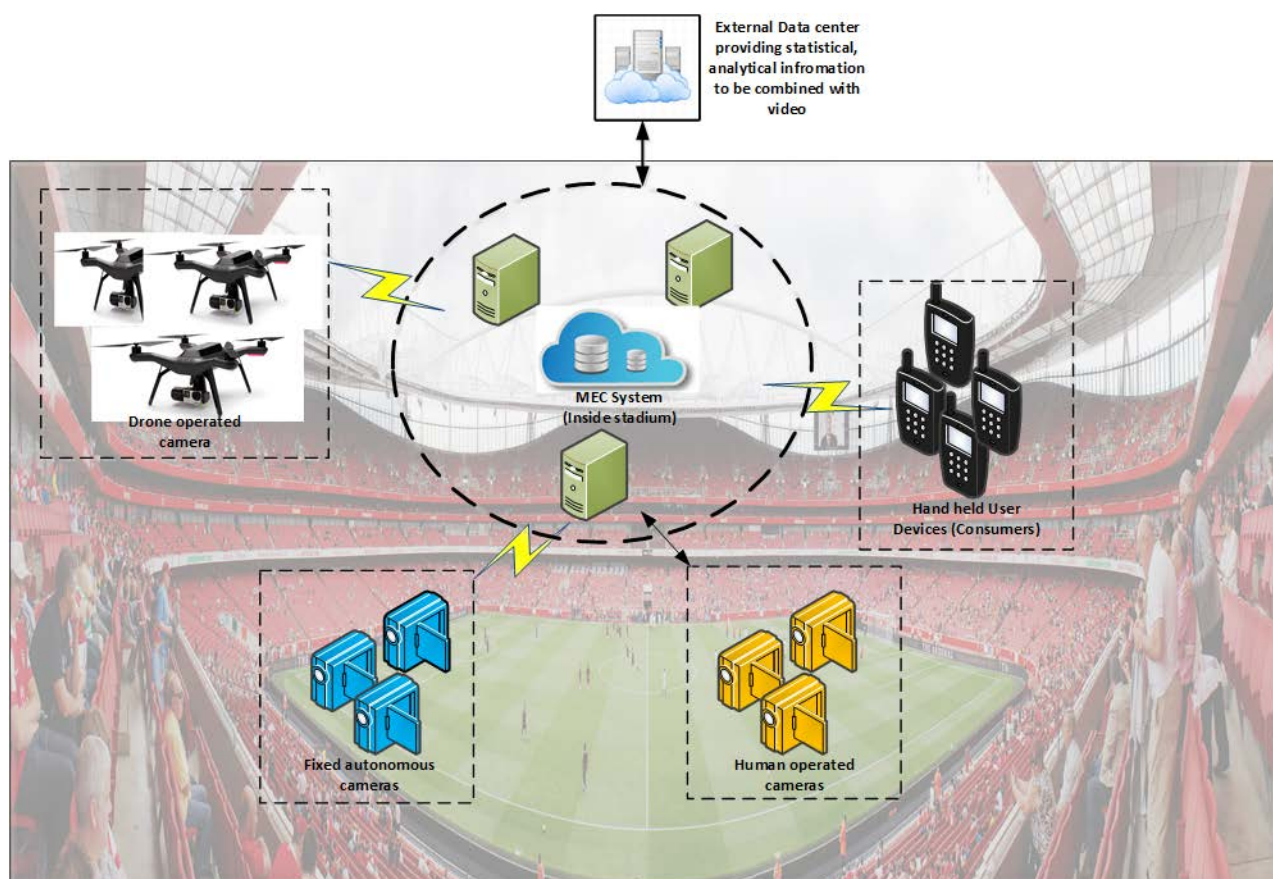 External Data center
providing statistical,
analytical infromation
to be combined with
video
Drone operated
camera
MEC System
(Inside stadium)
Hand held User
Devices (Consumers)
Fixed autonomous
cameras
Human operated
cameras